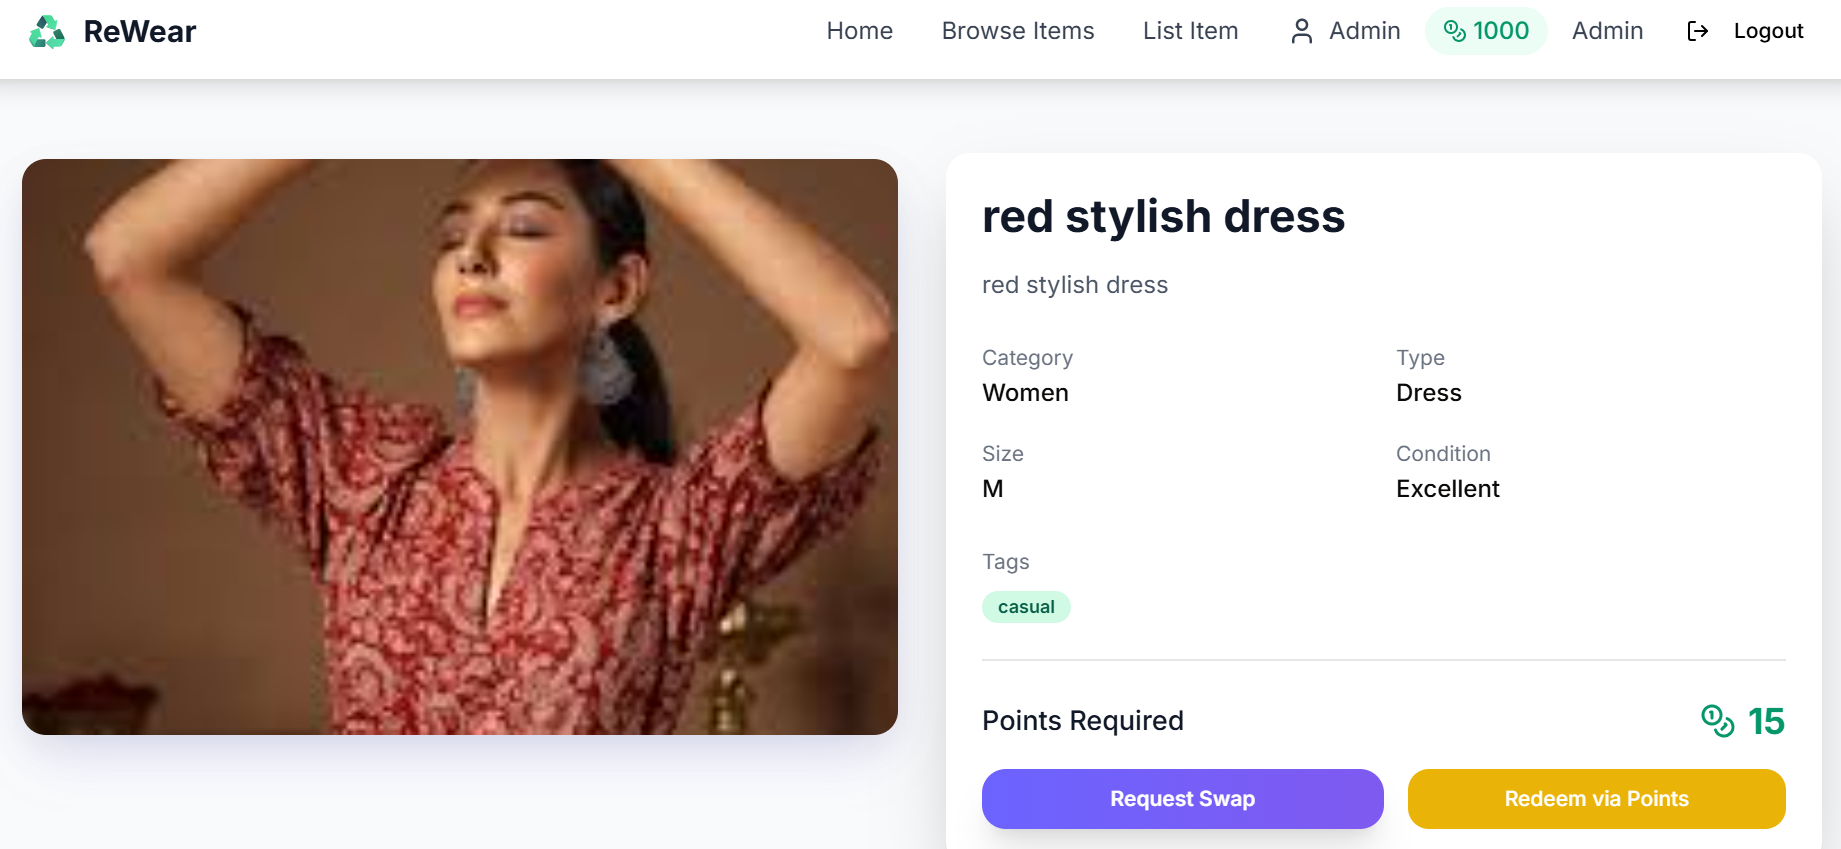 ReWear
Home Browse Items List Item Admin 1000 Admin Logout
red stylish dress
red stylish dress
Category Type
Women Dress
Size Condition
M Excellent
Tags
casual
Points Required 15
Request Swap Redeem via Points